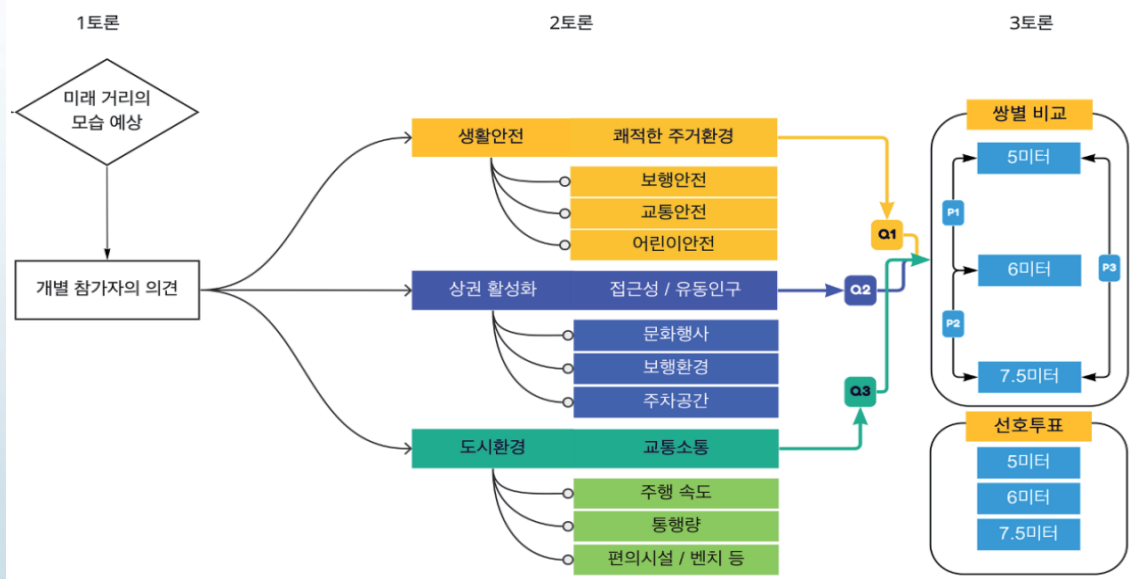 1토론
2토론
3토론
미래 거리의
모습 예상
개별 참가자의 의견
생활안전
쾌적한 주거환경
보행안전
교통안전
어린이안전
Q1
상권 활성화
접근성 / 유동인구
Q2
문화행사
보행환경
주차공간
Q3
도시환경
교통소통
주행 속도
통행량
편의시설 / 벤치 등
쌍별 비교
5미터
P1
6미터
P3
P2
7.5미터
선호투표
5미터
6미터
7.5미터